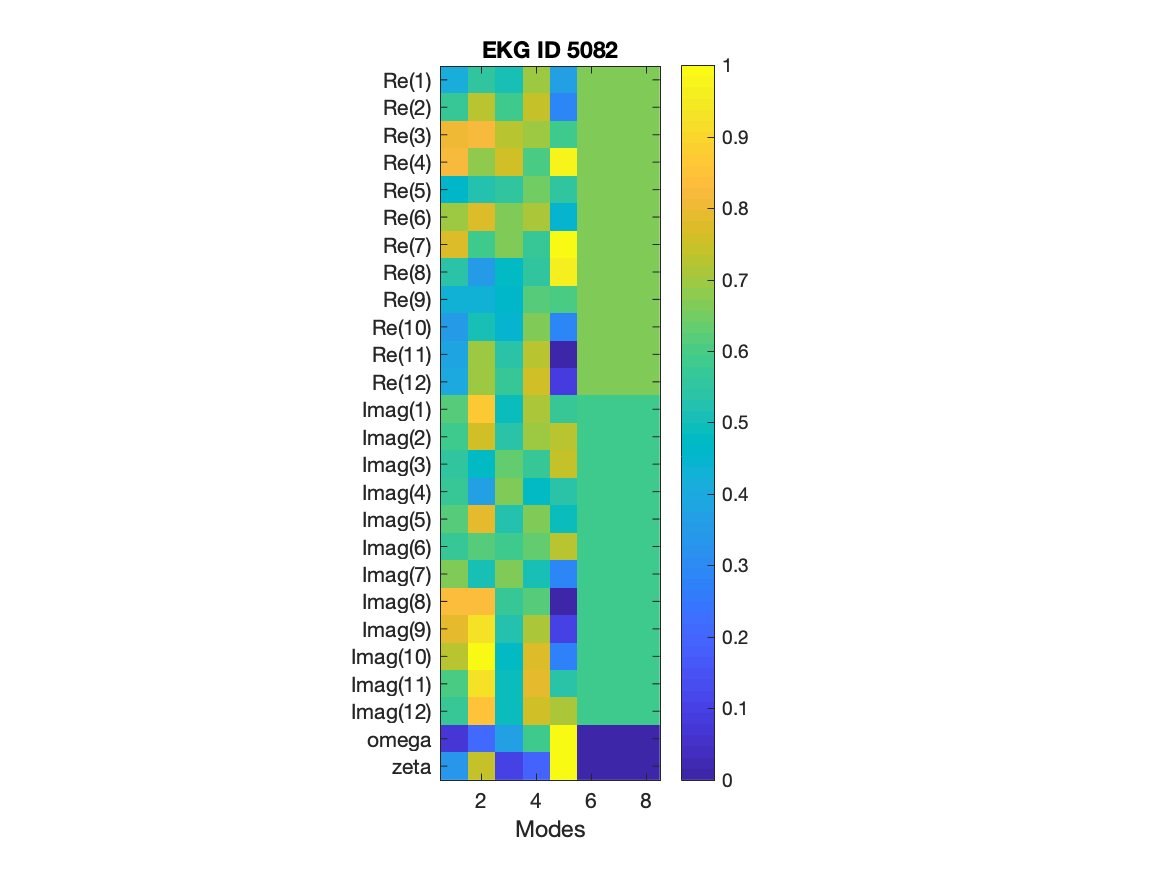 EKG ID 5082
Re(1)
Re(2)
Re(3)
Re(4)
Re(5)
Re(6)
Re(7)
Re(8)
Re(9)
Re(10)
Re(11)
Re(12)
Imag(1)
Imag(2)
Imag(3)
Imag(4)
Imag(5)
Imag(6)
Imag(7)
Imag(8)
Imag(9)
Imag(10)
Imag(11)
Imag(12)
omega
zeta
2 4 6 8
Modes
1
0.9
0.8
0.7
0.6
0.5
0.4
0.3
0.2
0.1
0